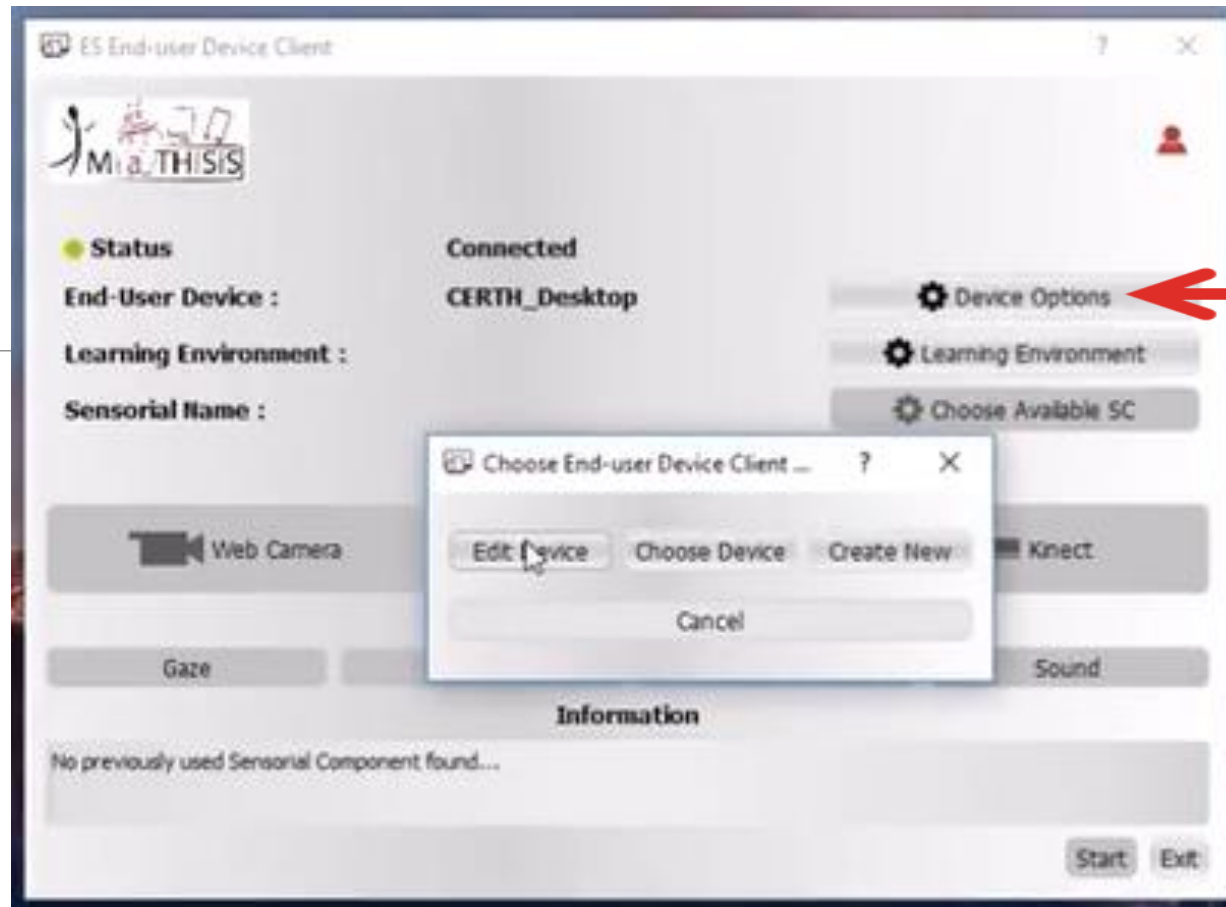 ES End-user Device Client ?
MaTHiSiS
Status Connected
End-User Device : CERTH_Desktop Device Options
Learning Environment : Learning Environment
Sensorial Name : Choose Available SC
Choose End-user Device Client ... ?
Web Camera Edit Device Choose Device Create New Kinect
Cancel
Gaze Sound
Information
No previously used Sensorial Component found...
Start Exit